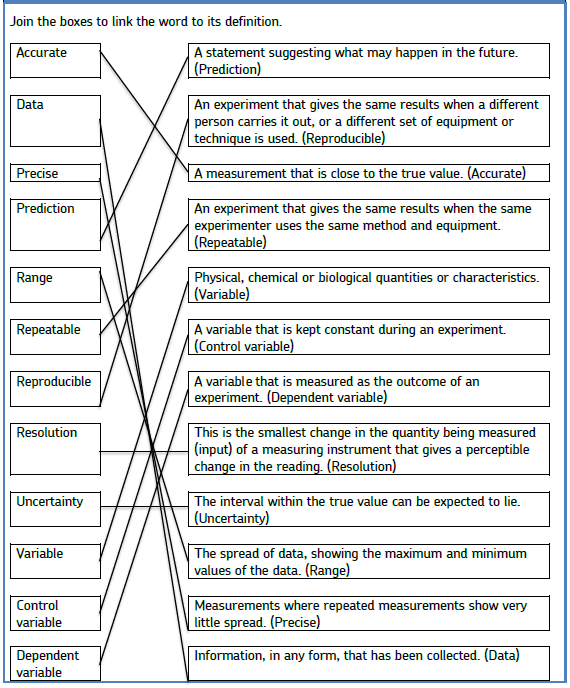 Join the boxes to link the word to its definition.
Accurate
A statement suggesting what may happen in the future.
(Prediction)
Data
An experiment that gives the same results when a different
person carries it out, or a different set of equipment or
technique is used. (Reproducible)
Precise
A measurement that is close to the true value. (Accurate)
Prediction
An experiment that gives the same results when the same
experimenter uses the same method and equipment.
(Repeatable)
Range
Physical, chemical or biological quantities or characteristics.
(Variable)
Repeatable
A variable that is kept constant during an experiment.
(Control variable)
Reproducible
A variable that is measured as the outcome of an
experiment. (Dependent variable)
Resolution
This is the smallest change in the quantity being measured
(input) of a measuring instrument that gives a perceptible
change in the reading. (Resolution)
Uncertainty
The interval within the true value can be expected to lie.
(Uncertainty)
Variable
The spread of data, showing the maximum and minimum
values of the data. (Range)
Control
variable
Measurements where repeated measurements show very
little spread. (Precise)
Dependent
variable
Information, in any form, that has been collected. (Data)